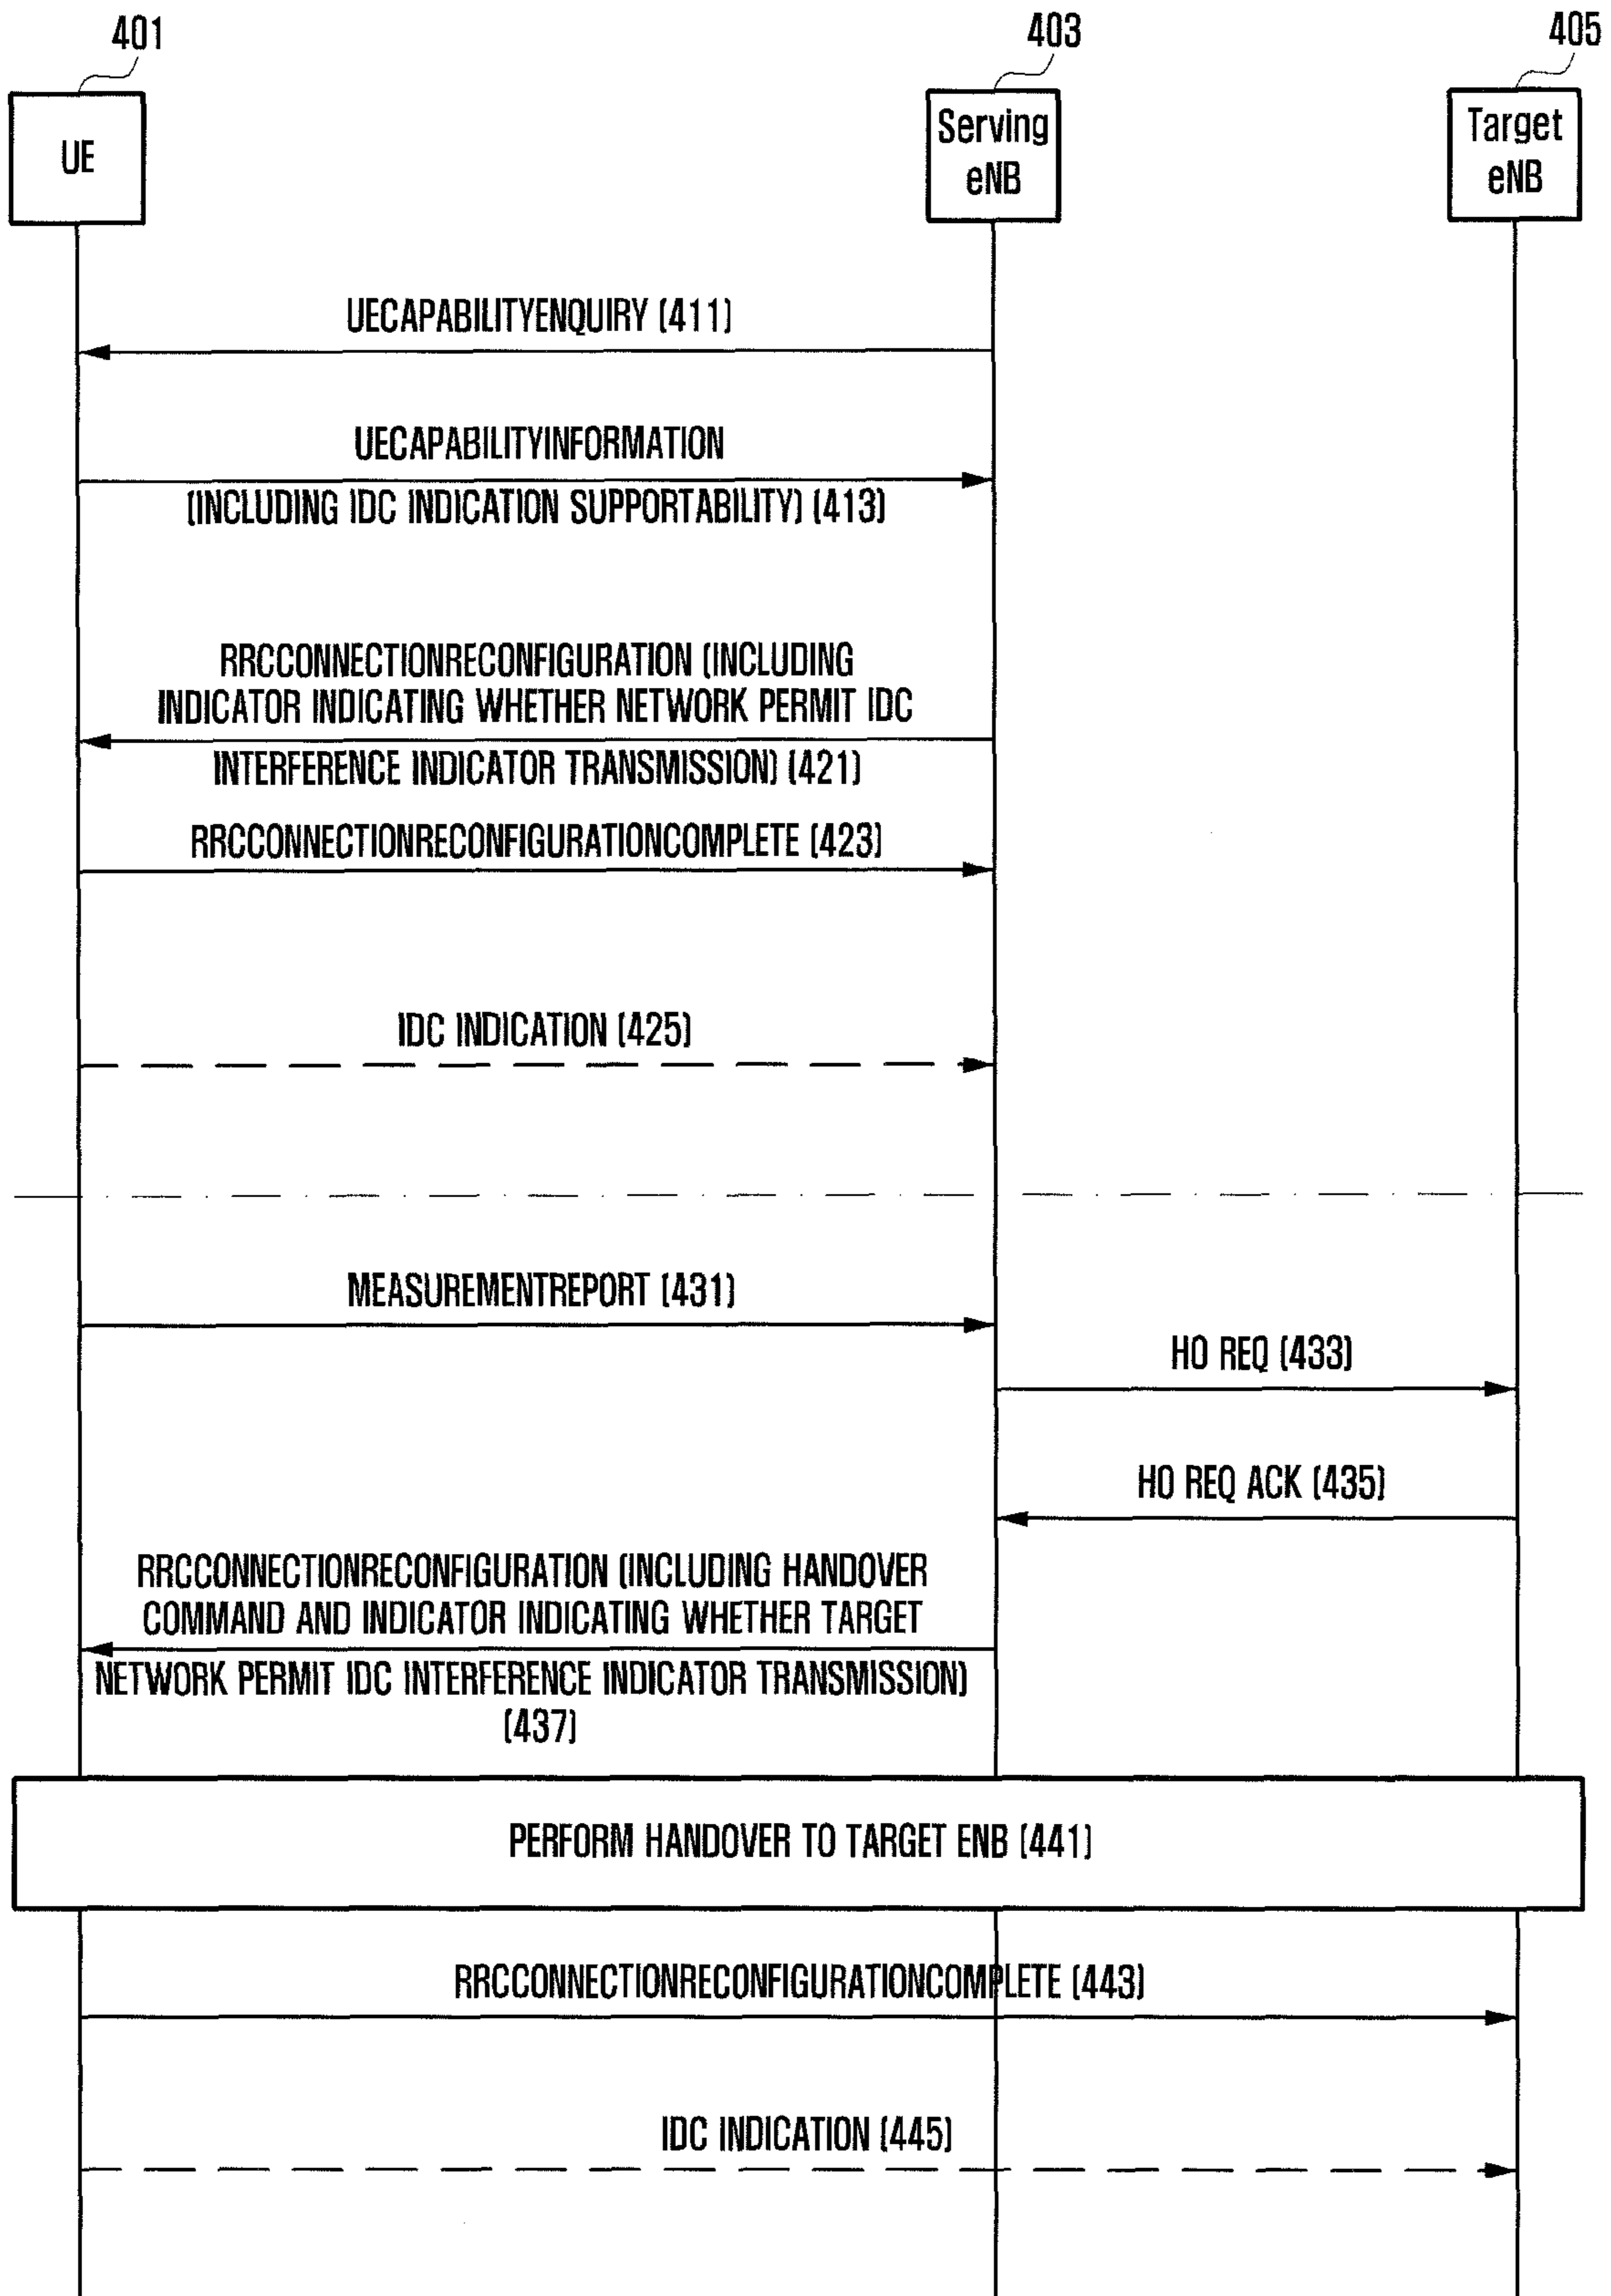 401
403
405
UE
Serving
eNB
Target
eNB
UECAPABILITYENQUIRY (411)
UECAPABILITYINFORMATION
(INCLUDING IDC INDICATION SUPPORTABILITY) (413)
RRCCONNECTIONRECONFIGURATION (INCLUDING
INDICATOR INDICATING WHETHER NETWORK PERMIT IDC
INTERFERENCE INDICATOR TRANSMISSION) (421)
RRCCONNECTIONRECONFIGURATIONCOMPLETE (423)
IDC INDICATION (425)
MEASUREMENTREPORT (431)
HO REQ (433)
HO REQ ACK (435)
RRCCONNECTIONRECONFIGURATION (INCLUDING HANDOVER
COMMAND AND INDICATOR INDICATING WHETHER TARGET
NETWORK PERMIT IDC INTERFERENCE INDICATOR TRANSMISSION)
(437)
PERFORM HANDOVER TO TARGET ENB (441)
RRCCONNECTIONRECONFIGURATIONCOMPLETE (443)
IDC INDICATION (445)